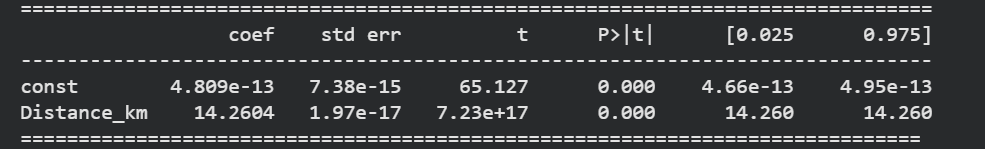 ==============================================================================
coef std err t P>|t| [0.025 0.975]
------------------------------------------------------------------------------
const 4.809e-13 7.38e-15 65.127 0.000 4.66e-13 4.95e-13
Distance_km 14.2604 1.97e-17 7.23e+17 0.000 14.260 14.260
==============================================================================